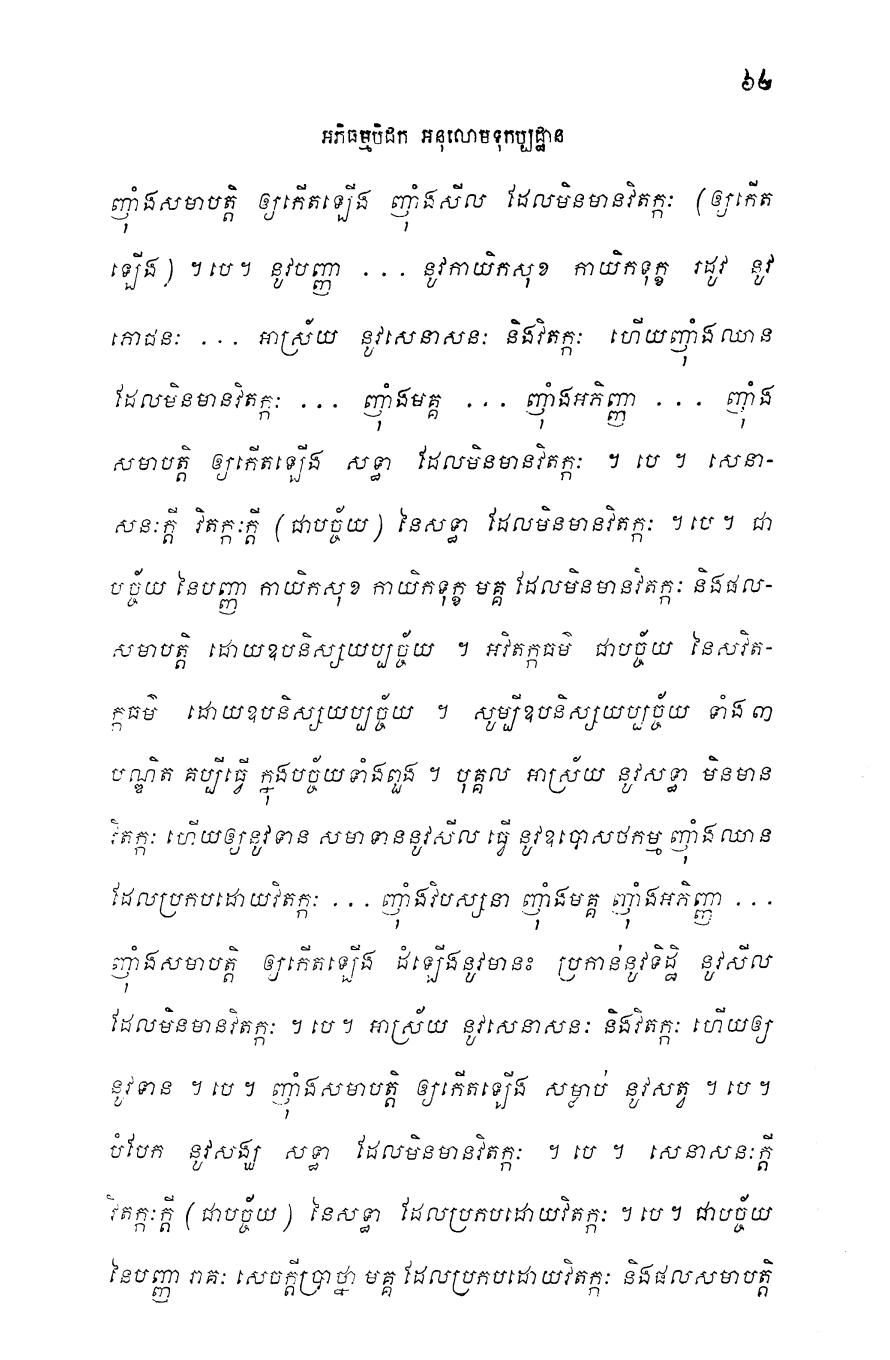 ៦៤
អភិធម្មបិដក អនុលោមទុកប្បដ្ឋាន
ញ៉ាំងសមាបត្តិ ឲ្យកើតឡើង ញ៉ាំងសីល ដែលមិនមានវិតក្កៈ (ឲ្យកើត
ឡើង) ។ បេ ។ នូវបញ្ញា ... នូវកាយិកសុខ កាយិកទុក្ខ រដូវ នូវ
ភោជនៈ ... អាស្រ័យ នូវសេនាសនៈ និងវិតក្កៈ ហើយញ៉ាំងឈាន
ដែលមិនមានវិតក្កៈ ... ញ៉ាំងមគ្គ ... ញ៉ាំងអភិញ្ញា ... ញ៉ាំង
សមាបត្តិ ឲ្យកើតឡើង សទ្ធា ដែលមិនមានវិតក្កៈ ។ បេ ។ សេនា-
សនៈក្តី វិតក្កៈក្តី (ជាបច្ច័យ) នៃសទ្ធា ដែលមិនមានវិតក្កៈ ។ បេ ។ ជា
បច្ច័យ នៃបញ្ញា កាយិកសុខ កាយិកទុក្ខ មគ្គ ដែលមិនមានវិតក្កៈ និងផល-
សមាបត្តិ ដោយឧបនិស្សយប្បច្ច័យ ។ អវិតក្កធម៌ ជាបច្ច័យ នៃសវិត-
ក្កធម៌ ដោយឧបនិស្សយប្បច្ច័យ ។ សូម្បីឧបនិស្សយប្បច្ច័យ ទាំង ៣
បណ្ឌិត គប្បីធ្វើ ក្នុងបច្ច័យទាំងពួង ។ បុគ្គល អាស្រ័យ នូវសទ្ធា មិនមាន
វិតក្កៈ ហើយឲ្យនូវទាន សមាទាននូវសីល ធ្វើ នូវឧបោសថកម្ម ញ៉ាំងឈាន
ដែលប្រកបដោយវិតក្កៈ ... ញ៉ាំងវិបស្សនា ញ៉ាំងមគ្គ ញ៉ាំងអភិញ្ញា ...
ញ៉ាំងសមាបត្តិ ឲ្យកើតឡើង ដំឡើងនូវមានះ ប្រកាន់នូវទិដ្ឋិ នូវសីល
ដែលមិនមានវិតក្កៈ ។ បេ ។ អាស្រ័យ នូវសេនាសនៈ និងវិតក្កៈ ហើយឲ្យ
នូវទាន ។ បេ ។ ញ៉ាំងសមាបត្តិ ឲ្យកើតឡើង សម្លាប់ នូវសត្វ ។ បេ ។
បំបែក នូវសង្ឃ សទ្ធា ដែលមិនមានវិតក្កៈ ។ បេ ។ សេនាសនៈក្តី
វិតក្កៈក្តី (ជាបច្ច័យ) នៃសទ្ធា ដែលប្រកបដោយវិតក្កៈ ។ បេ ។ ជាបច្ច័យ
នៃបញ្ញា រាគៈ សេចក្តីប្រាថ្នា មគ្គ ដែលប្រកបដោយវិតក្កៈ និងផលសមាបត្តិ